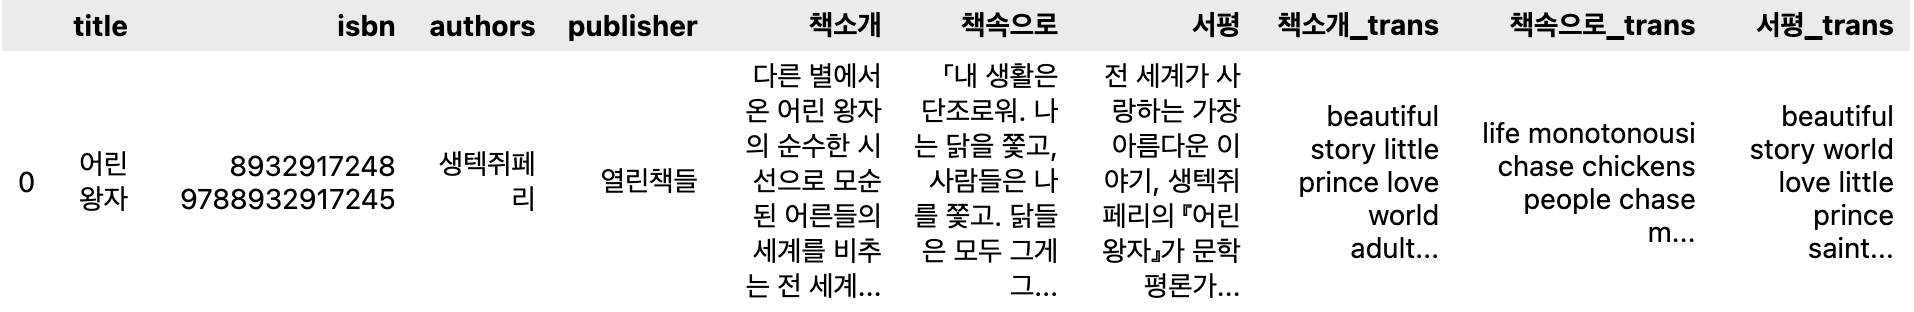 title isbn authors publisher 책소개 책속으로 서평 책소개_trans 책속으로_trans 서평_trans
0
어린
왕자
8932917248
9788932917245
생텍쥐페
리
열린책들
다른 별에서
온 어린 왕자
의 순수한 시
선으로 모순
된 어른들의
세계를 비추
는 전 세계...
「내 생활은
단조로워. 나
는 닭을 쫓고,
사람들은 나
를 쫓고. 닭들
은 모두 그게
그...
전 세계가 사
랑하는 가장
아름다운 이
야기, 생텍쥐
페리의 『어린
왕자』가 문학
평론가...
beautiful
story little
prince love
world
adult...
life monotonousi
chase chickens
people chase
m...
beautiful
story world
love little
prince
saint...